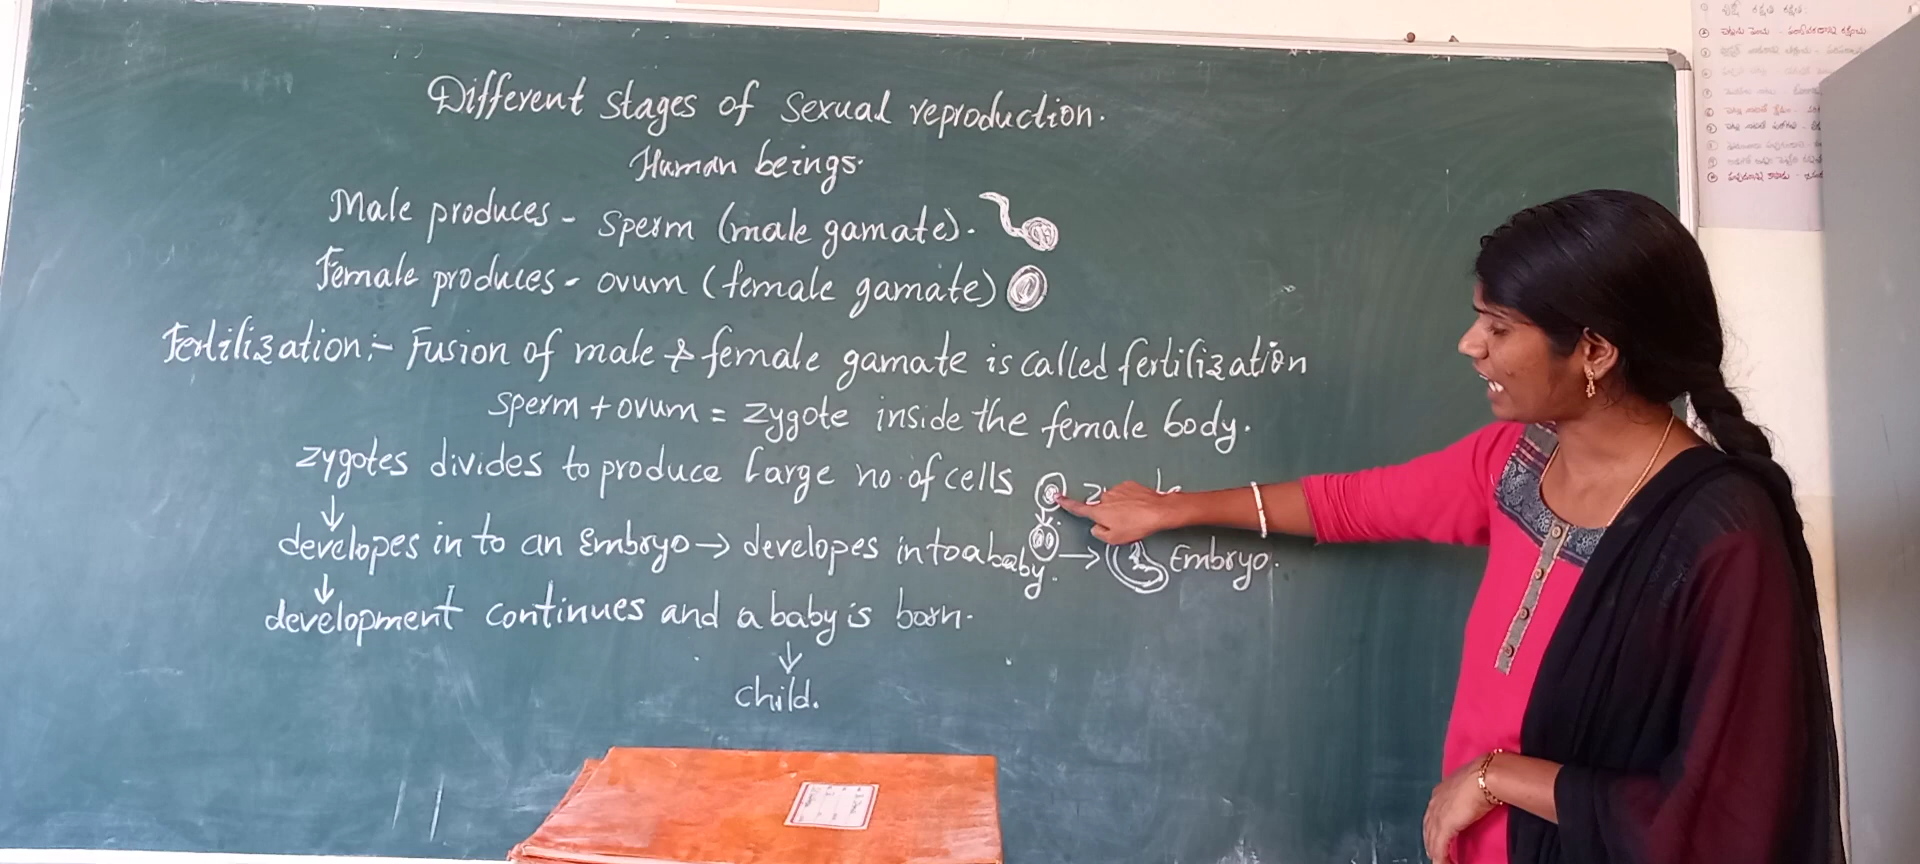 Different stages of Sexual reproduction.
Human beings.
Male produces - sperm (male gamate).
Female produces - ovum (female gamate)
Fertilization :- Fusion of male & female gamate is called fertilization
sperm + ovum = zygote inside the female body.
zygotes divides to produce large no. of cells
↓
developes in to an Embryo → developes into a baby. → Embryo.
↓
development continues and a baby is born.
↓
child.